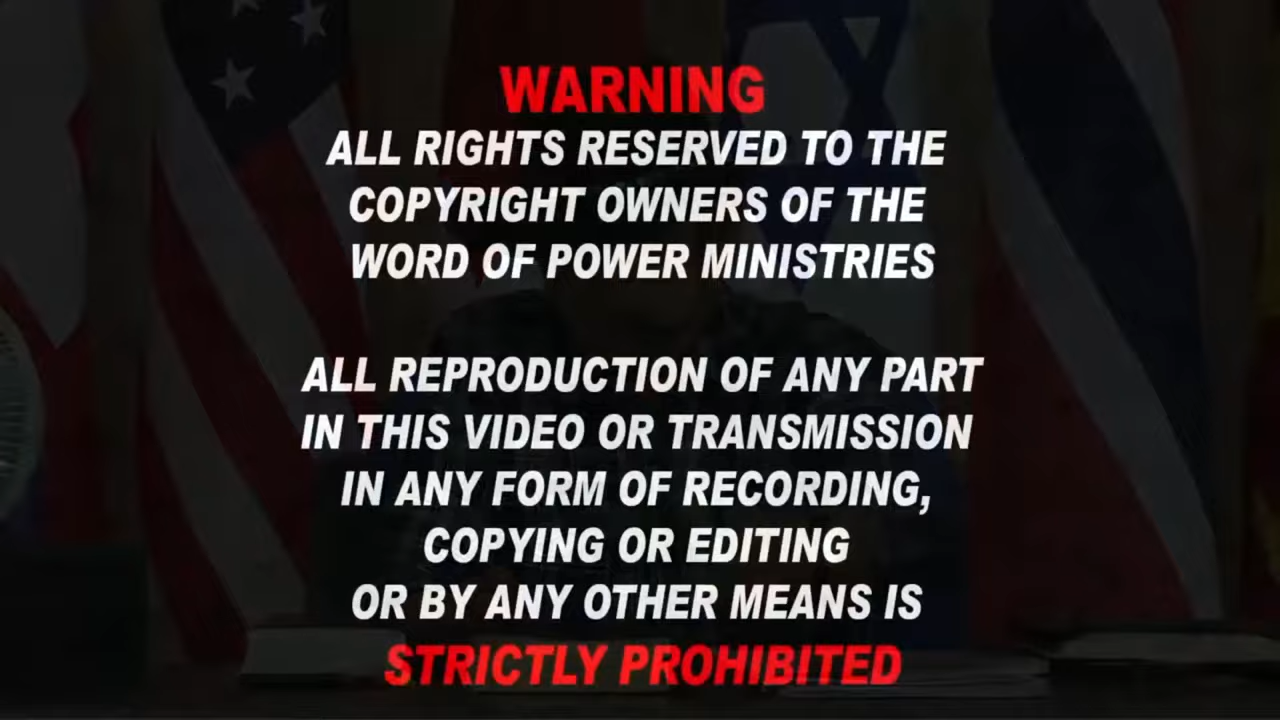 WARNING
ALL RIGHTS RESERVED TO THE
COPYRIGHT OWNERS OF THE
WORD OF POWER MINISTRIES
ALL REPRODUCTION OF ANY PART
IN THIS VIDEO OR TRANSMISSION
IN ANY FORM OF RECORDING,
COPYING OR EDITING
OR BY ANY OTHER MEANS IS
STRICTLY PROHIBITED